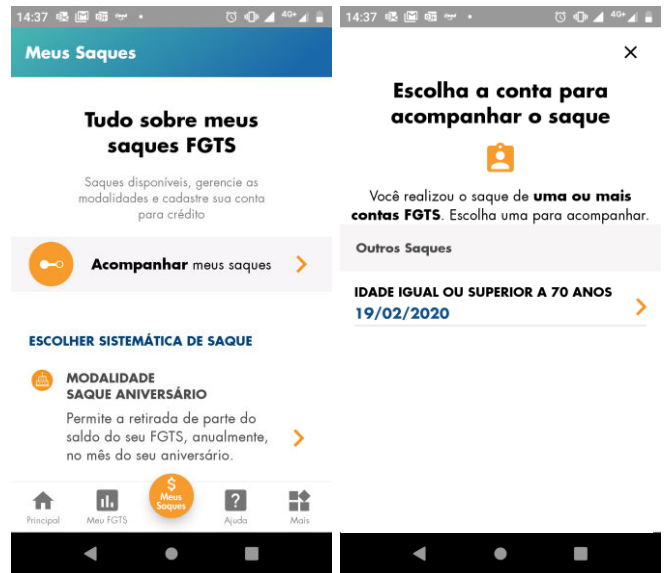 14:37
4G+
Meus Saques
Tudo sobre meus
saques FGTS
Saques disponíveis, gerencie as
modalidades e cadastre sua conta
para crédito
Acompanhar meus saques
ESCOLHER SISTEMÁTICA DE SAQUE
MODALIDADE
SAQUE ANIVERSÁRIO
Permite a retirada de parte do
saldo do seu FGTS, anualmente,
no mês do seu aniversário.
Principal
Meu FGTS
$
Meus
Saques
?
Ajuda
Mais
14:37
4G+
Escolha a conta para
acompanhar o saque
Você realizou o saque de uma ou mais
contas FGTS. Escolha uma para acompanhar.
Outros Saques
IDADE IGUAL OU SUPERIOR A 70 ANOS
19/02/2020